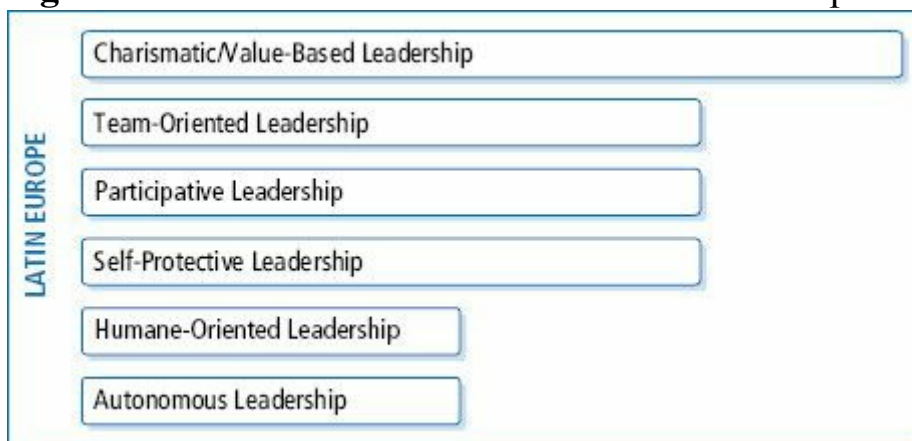 LATIN EUROPE
Charismatic/Value-Based Leadership
Team-Oriented Leadership
Participative Leadership
Self-Protective Leadership
Humane-Oriented Leadership
Autonomous Leadership